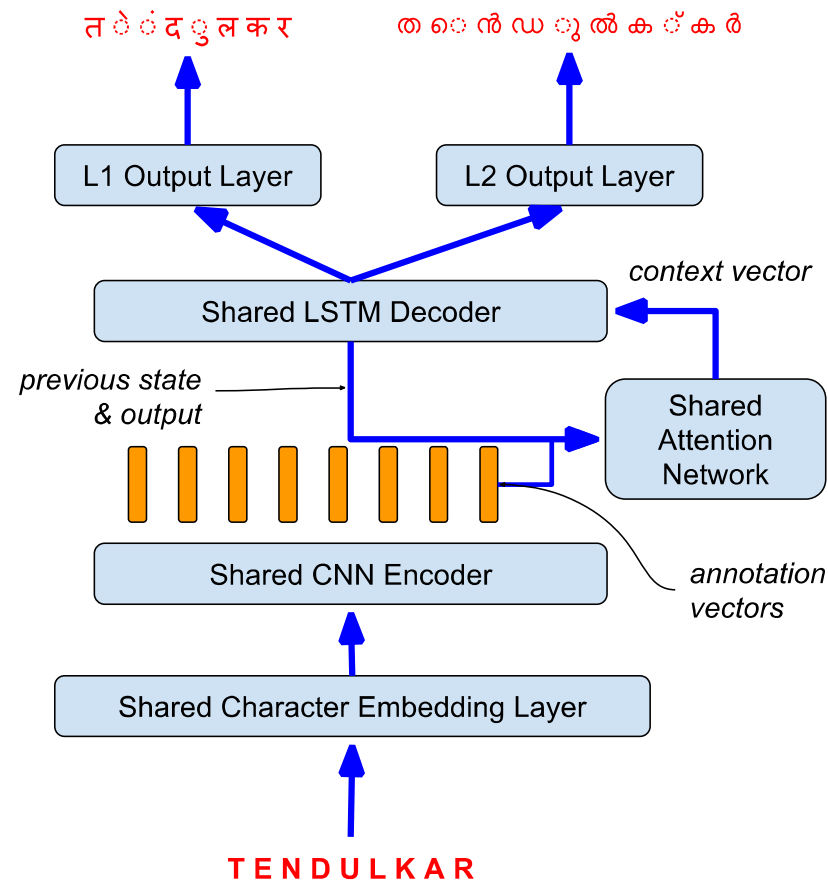 त े ं द ु ल क र
ത െ ൻ ഡ ു ൽ ക ് ക ർ
L1 Output Layer
L2 Output Layer
context vector
Shared LSTM Decoder
previous state
& output
Shared
Attention
Network
Shared CNN Encoder
annotation
vectors
Shared Character Embedding Layer
T E N D U L K A R